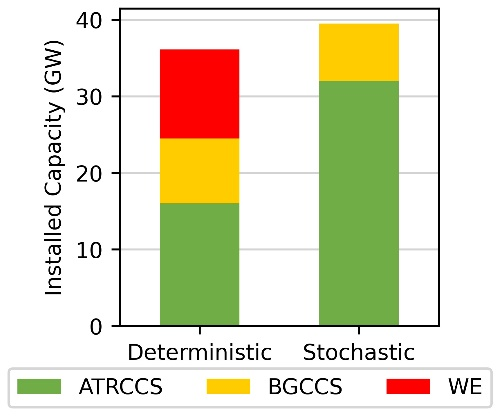 Installed Capacity (GW)
40
30
20
10
0
Deterministic Stochastic
ATRCCS BGCCS WE